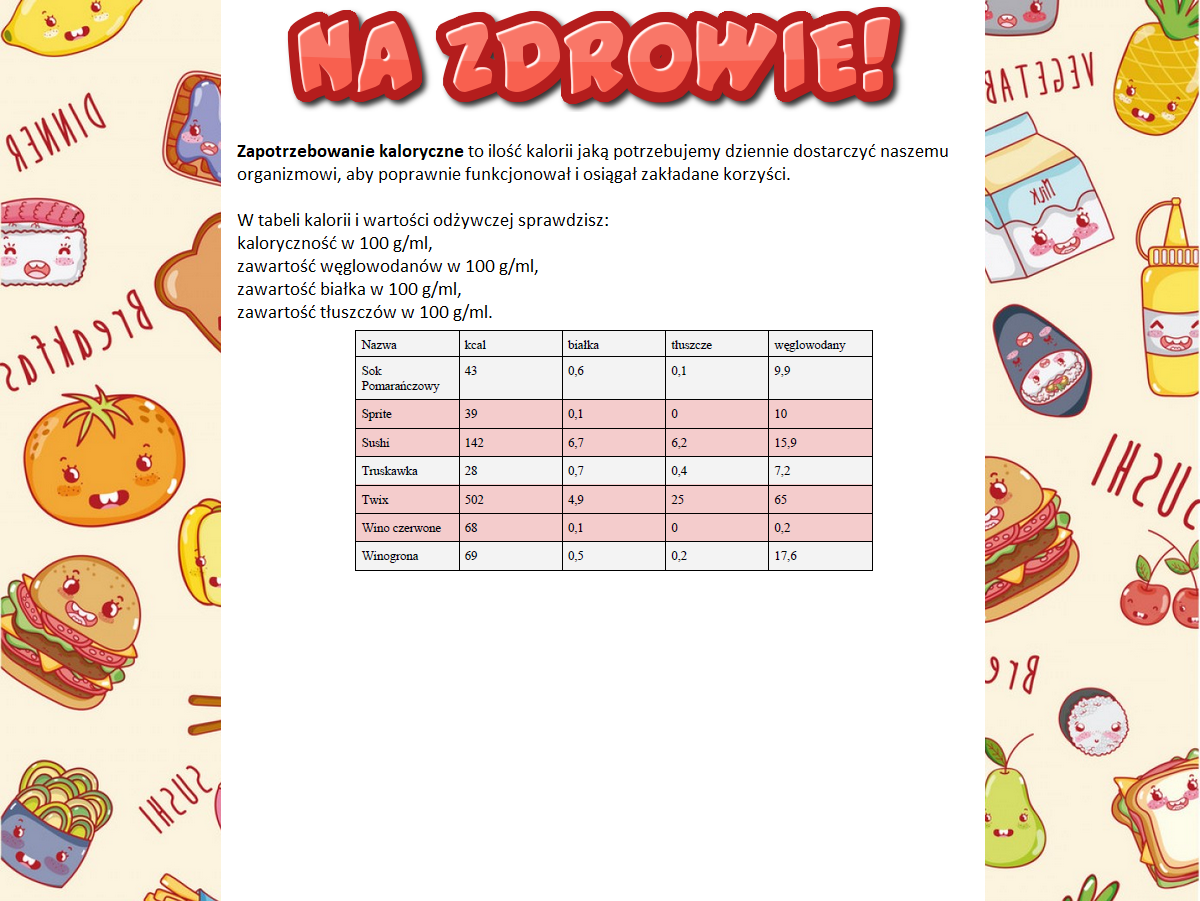 NA ZDROWIE!
Zapotrzebowanie kaloryczne to ilość kalorii jaką potrzebujemy dziennie dostarczyć naszemu
organizmowi, aby poprawnie funkcjonował i osiągał zakładane korzyści.
W tabeli kalorii i wartości odżywczej sprawdzisz:
kaloryczność w 100 g/ml,
zawartość węglowodanów w 100 g/ml,
zawartość białka w 100 g/ml,
zawartość tłuszczów w 100 g/ml.
Nazwa kcal białka tłuszcze węglowodany
Sok
Pomarańczowy 43 0,6 0,1 9,9
Sprite 39 0,1 0 10
Sushi 142 6,7 6,2 15,9
Truskawka 28 0,7 0,4 7,2
Twix 502 4,9 25 65
Wino czerwone 68 0,1 0 0,2
Winogrona 69 0,5 0,2 17,6
DINNER
Breakfas
SUSHI
VEGETAR
Milk
SUSHI
Bre